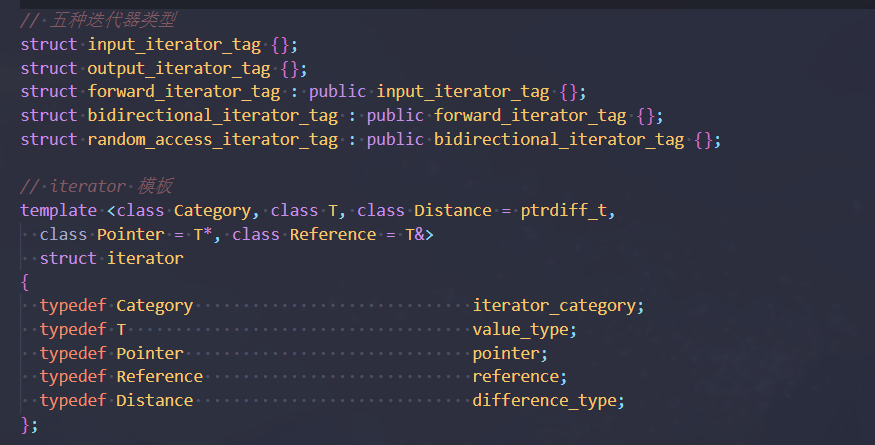 // 五种迭代器类型
struct input_iterator_tag {};
struct output_iterator_tag {};
struct forward_iterator_tag : public input_iterator_tag {};
struct bidirectional_iterator_tag : public forward_iterator_tag {};
struct random_access_iterator_tag : public bidirectional_iterator_tag {};

// iterator 模板
template <class Category, class T, class Distance = ptrdiff_t,
  class Pointer = T*, class Reference = T&>
  struct iterator
{
  typedef Category                             iterator_category;
  typedef T                                    value_type;
  typedef Pointer                              pointer;
  typedef Reference                            reference;
  typedef Distance                             difference_type;
};